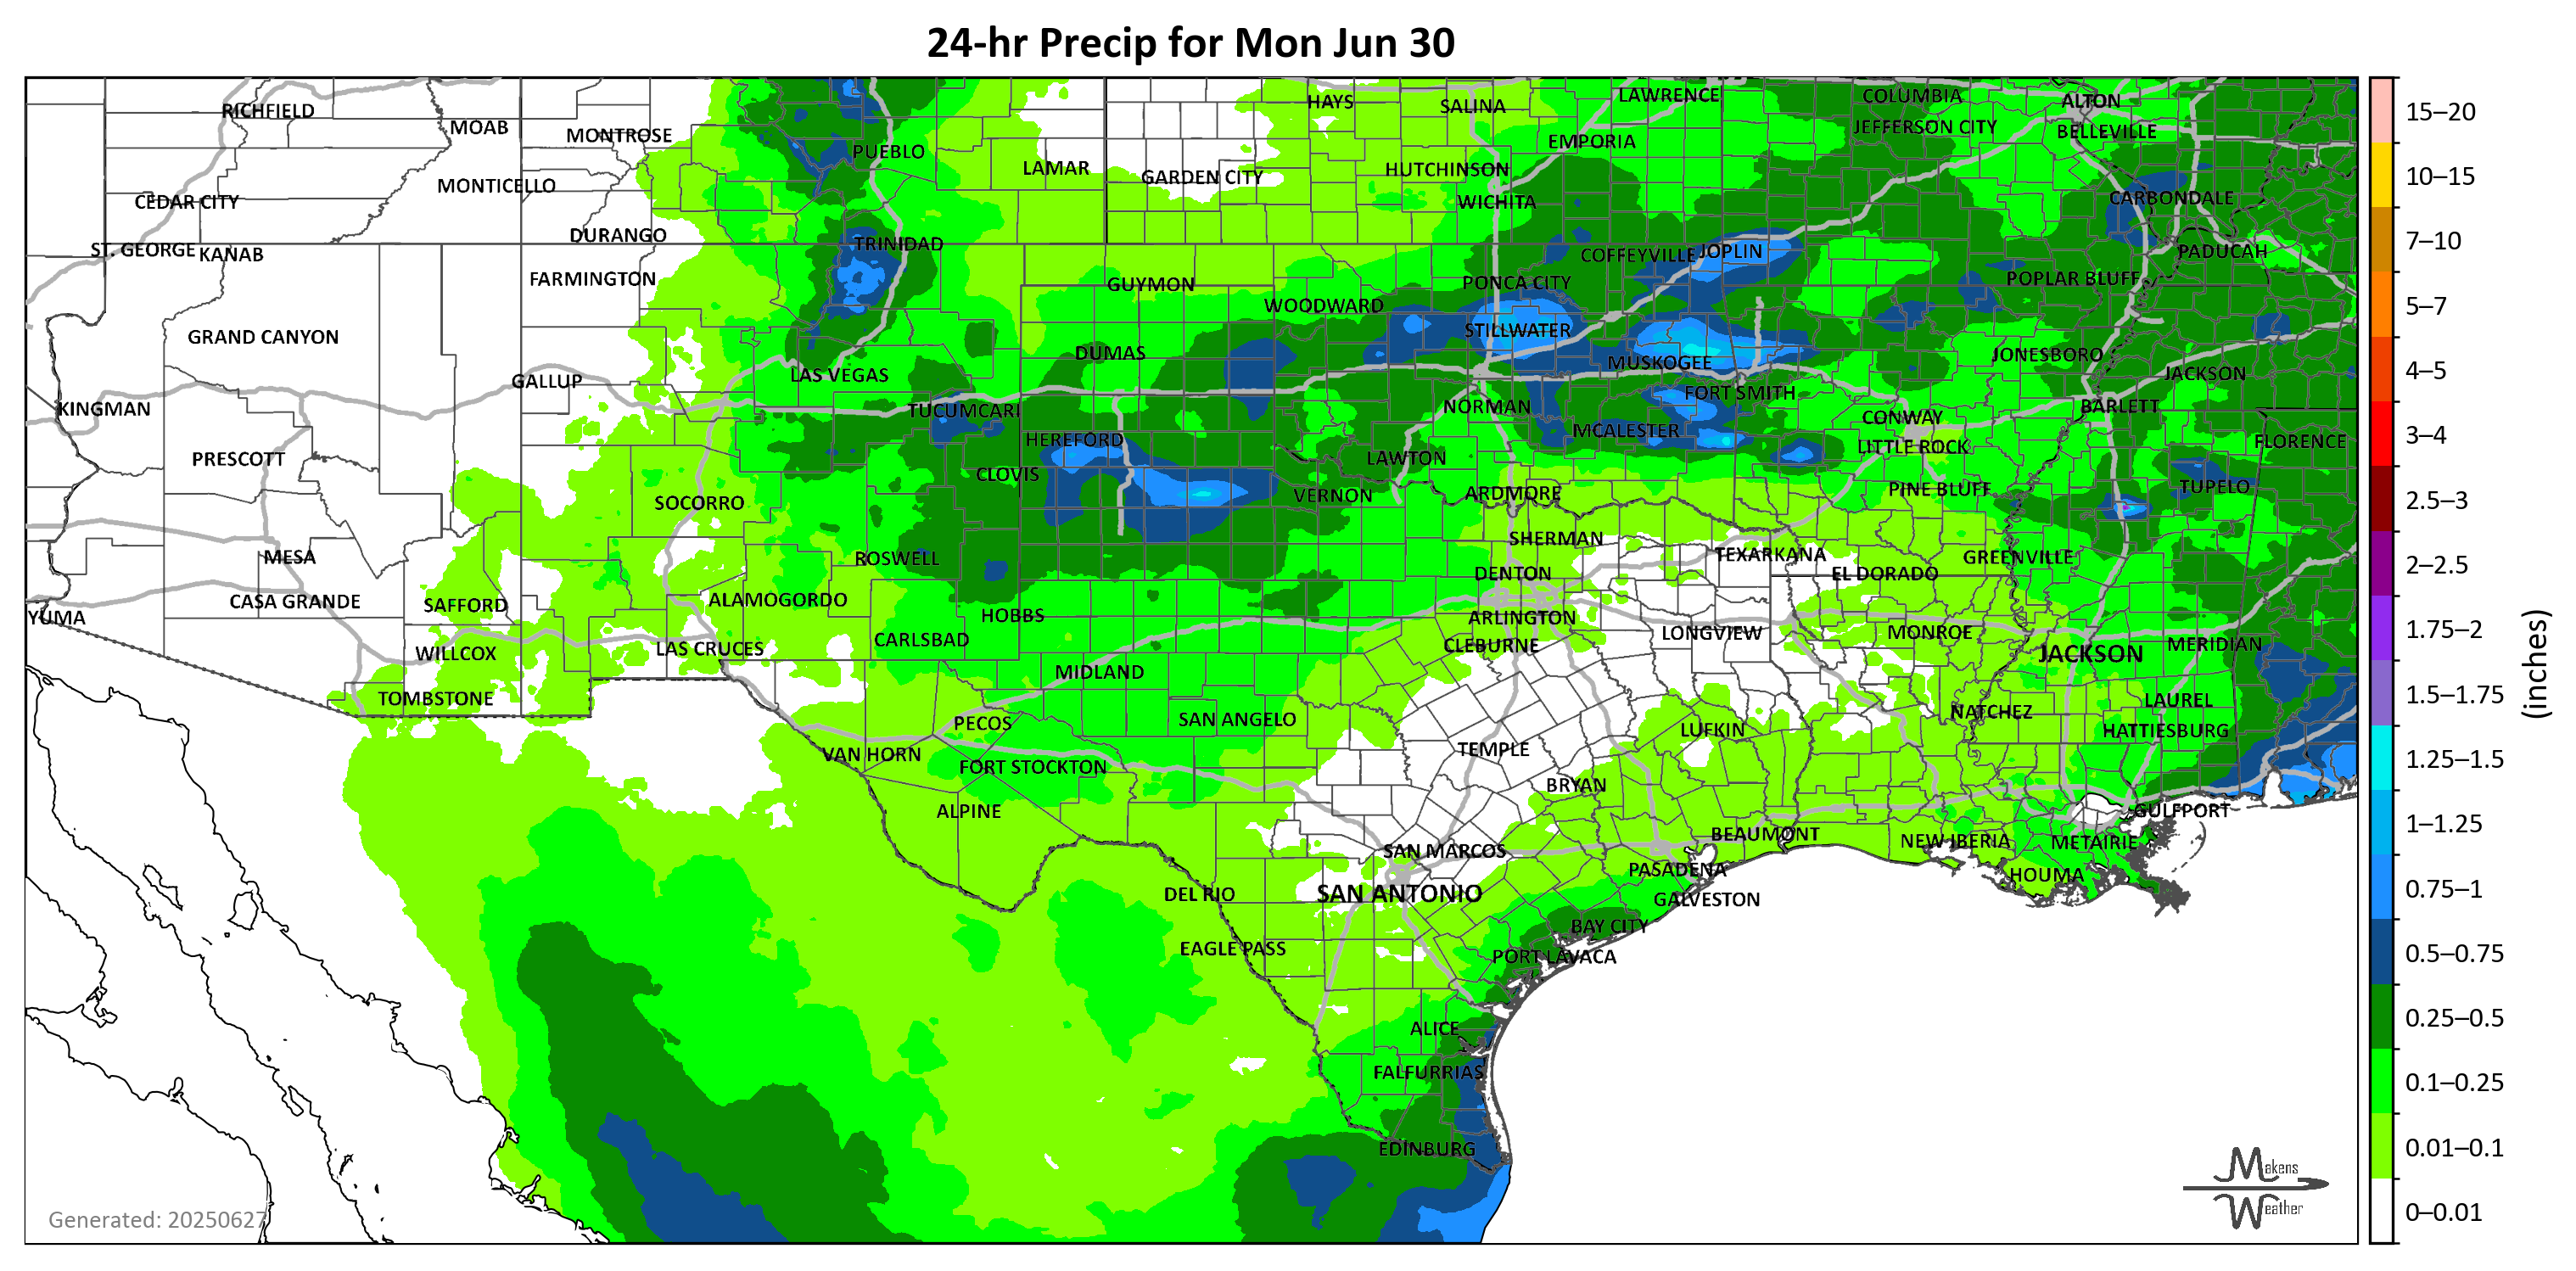 24-hr Precip for Mon Jun 30
RICHFIELD
MOAB
MONTROSE
PUEBLO
LAMAR
HAYS
SALINA
LAWRENCE
COLUMBIA
ALTON
EMPORIA
JEFFERSON CITY
BELLEVILLE
MONTICELLO
GARDEN CITY
HUTCHINSON
CEDAR CITY
WICHITA
CARBONDALE
ST. GEORGE
KANAB
DURANGO
TRINIDAD
COFFEYVILLE
JOPLIN
PADUCAH
FARMINGTON
GUYMON
PONCA CITY
POPLAR BLUFF
WOODWARD
GRAND CANYON
STILLWATER
DUMAS
MUSKOGEE
JONESBORO
GALLUP
LAS VEGAS
JACKSON
KINGMAN
TUCUMCARI
NORMAN
FORT SMITH
CONWAY
BARLETT
HEREFORD
MCALESTER
LITTLE ROCK
FLORENCE
PRESCOTT
CLOVIS
LAWTON
SOCORRO
VERNON
ARDMORE
PINE BLUFF
TUPELO
MESA
ROSWELL
SHERMAN
TEXARKANA
GREENVILLE
DENTON
EL DORADO
CASA GRANDE
SAFFORD
ALAMOGORDO
HOBBS
ARLINGTON
YUMA
WILLCOX
LAS CRUCES
CARLSBAD
CLEBURNE
LONGVIEW
MONROE
JACKSON
MERIDIAN
TOMBSTONE
MIDLAND
PECOS
SAN ANGELO
LUFKIN
NATCHEZ
LAUREL
HATTIESBURG
VAN HORN
FORT STOCKTON
TEMPLE
BRYAN
ALPINE
GULFPORT
SAN MARCOS
BEAUMONT
NEW IBERIA
METAIRIE
DEL RIO
SAN ANTONIO
PASADENA
GALVESTON
HOUMA
EAGLE PASS
BAY CITY
PORT LAVACA
ALICE
FALFURRIAS
EDINBURG
Generated: 20250627
Makens
Weather
15–20
10–15
7–10
5–7
4–5
3–4
2.5–3
2–2.5
1.75–2
1.5–1.75
1.25–1.5
1–1.25
0.75–1
0.5–0.75
0.25–0.5
0.1–0.25
0.01–0.1
0–0.01
(inches)